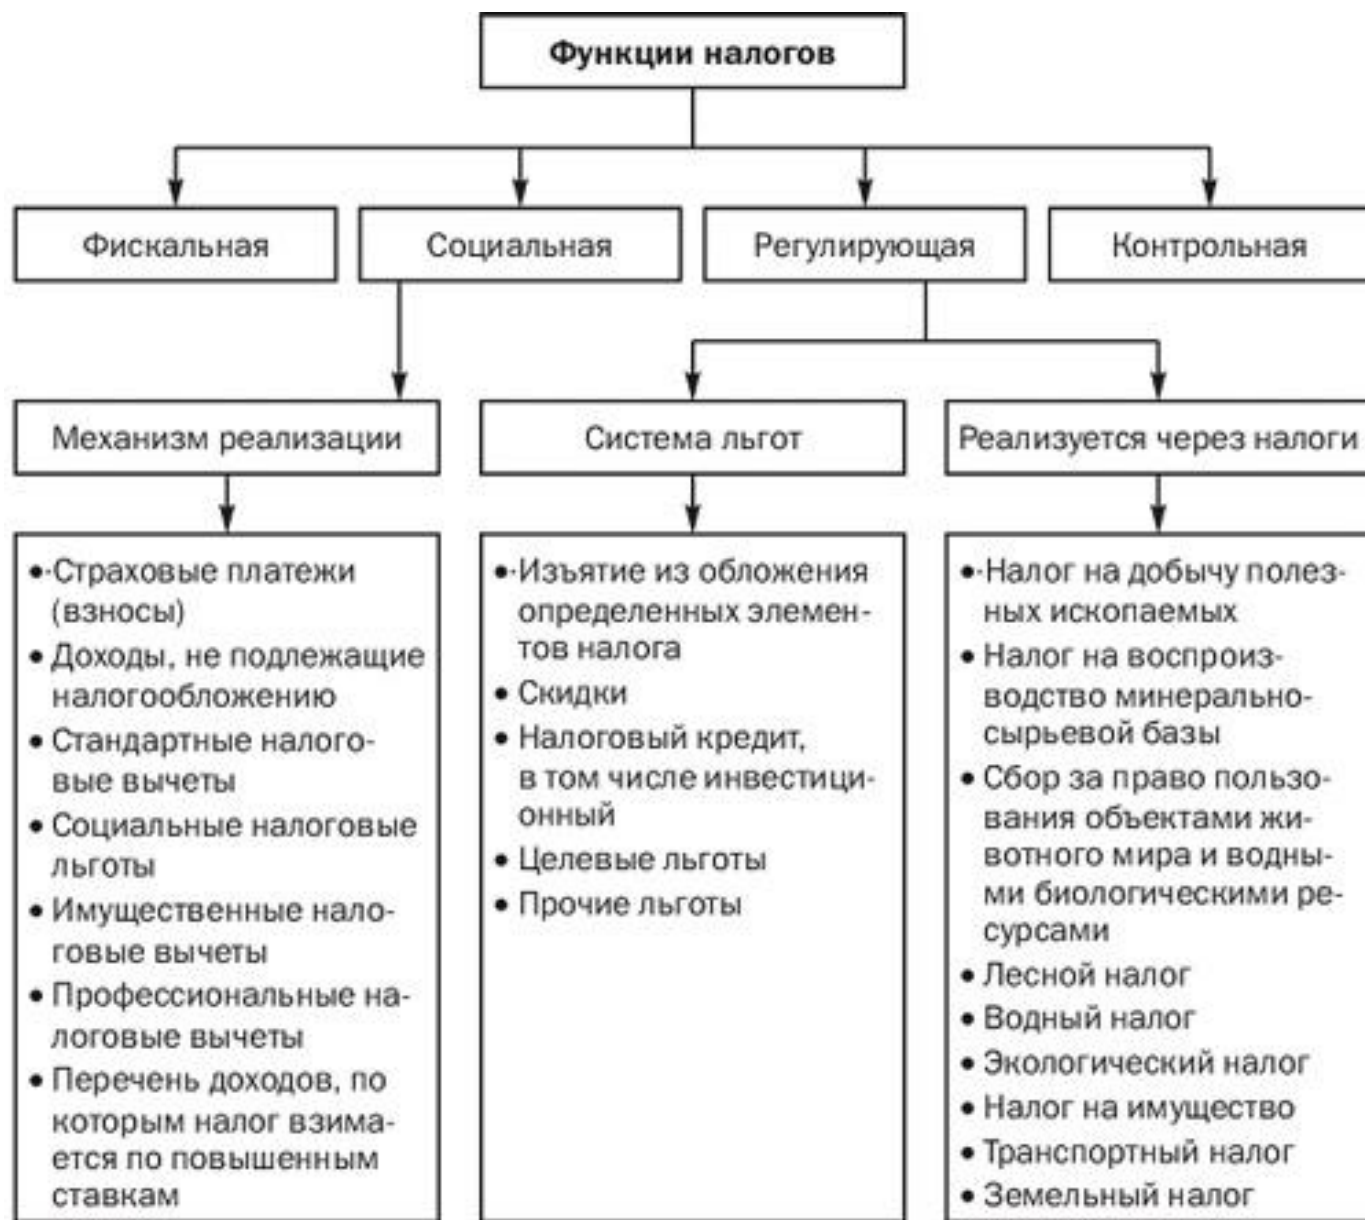 Функции налогов
Фискальная
Социальная
Регулирующая
Контрольная
Механизм реализации
Система льгот
Реализуется через налоги
•·Страховые платежи
(взносы)
• Доходы, не подлежащие
налогообложению
• Стандартные налого-
вые вычеты
• Социальные налоговые
льготы
• Имущественные нало-
говые вычеты
• Профессиональные на-
логовые вычеты
• Перечень доходов, по
которым налог взима-
ется по повышенным
ставкам
•·Изъятие из обложения
определенных элемен-
тов налога
• Скидки
• Налоговый кредит,
в том числе инвестици-
онный
• Целевые льготы
• Прочие льготы
•·Налог на добычу полез-
ных ископаемых
• Налог на воспроиз-
водство минерально-
сырьевой базы
• Сбор за право пользо-
вания объектами жи-
вотного мира и водны-
ми биологическими ре-
сурсами
• Лесной налог
• Водный налог
• Экологический налог
• Налог на имущество
• Транспортный налог
• Земельный налог